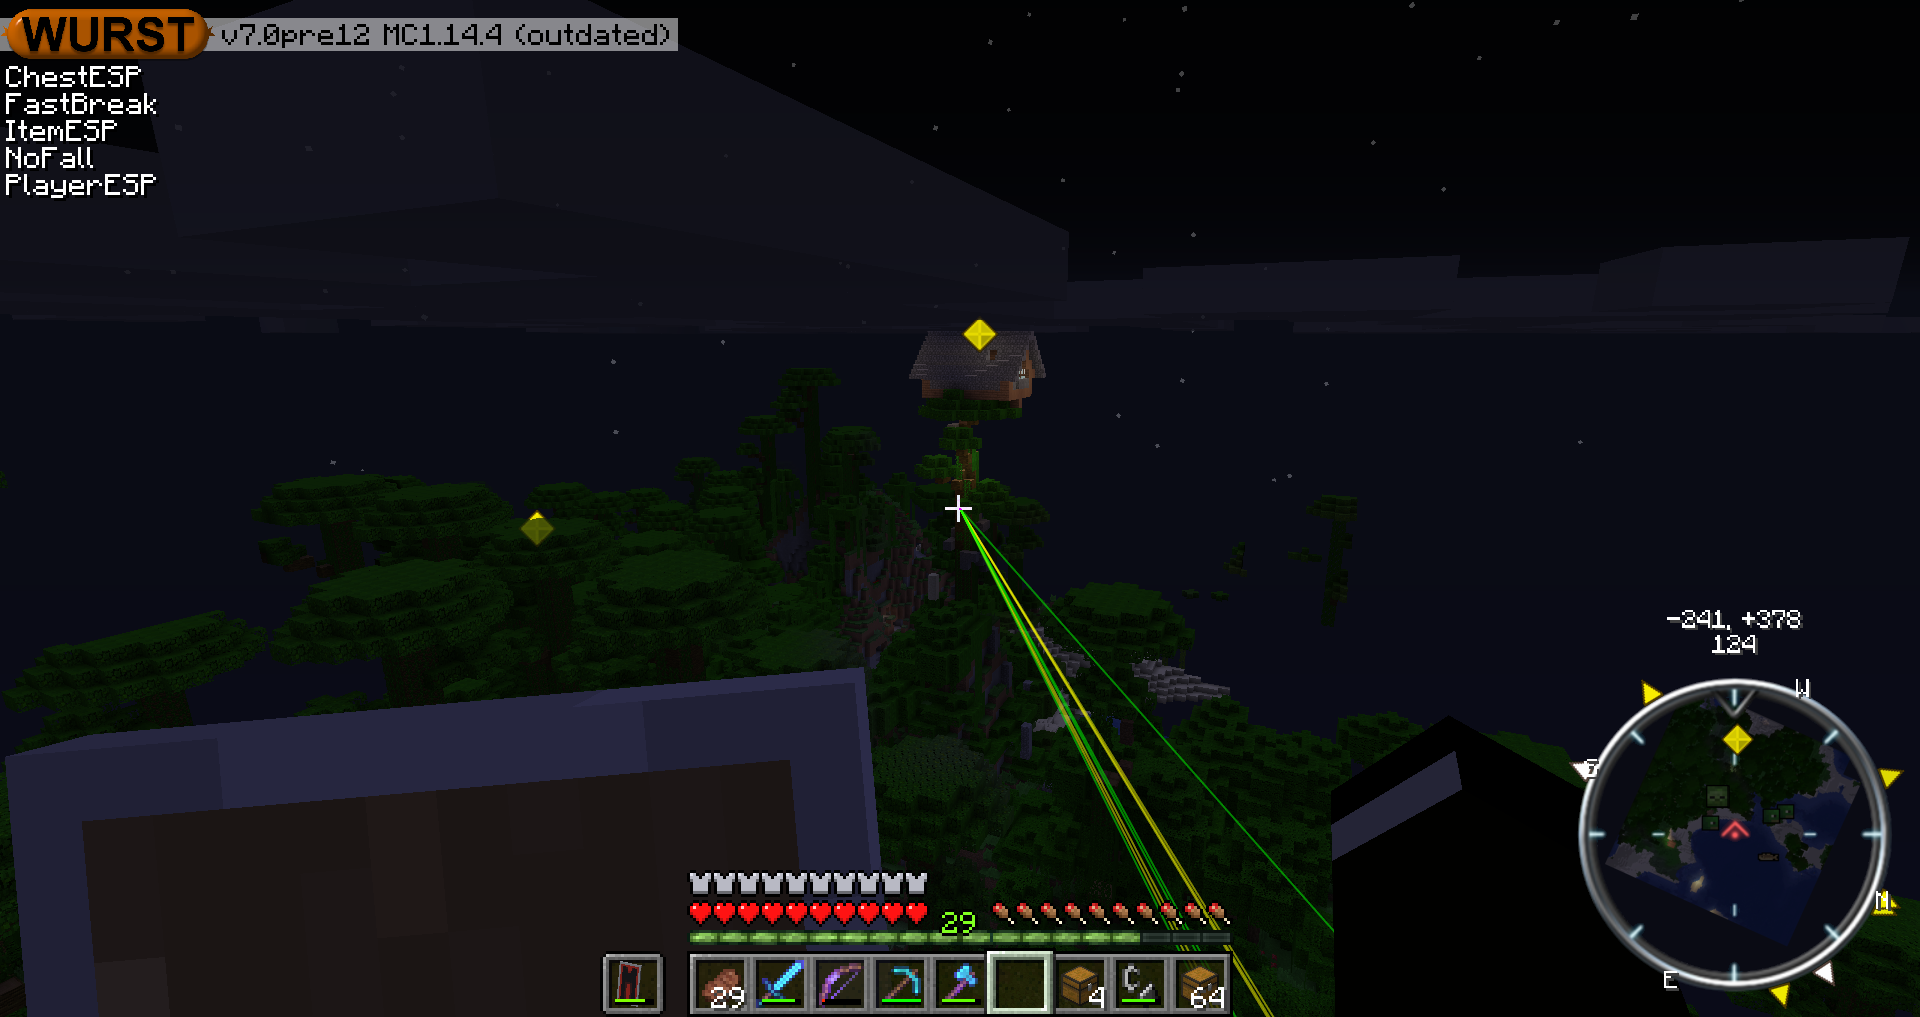 WURST v7.0pre12 MC1.14.4 (outdated)
ChestESP
FastBreak
ItemESP
NoFall
PlayerESP
-241, +378
124
W
S
N
E
29
29
4
64